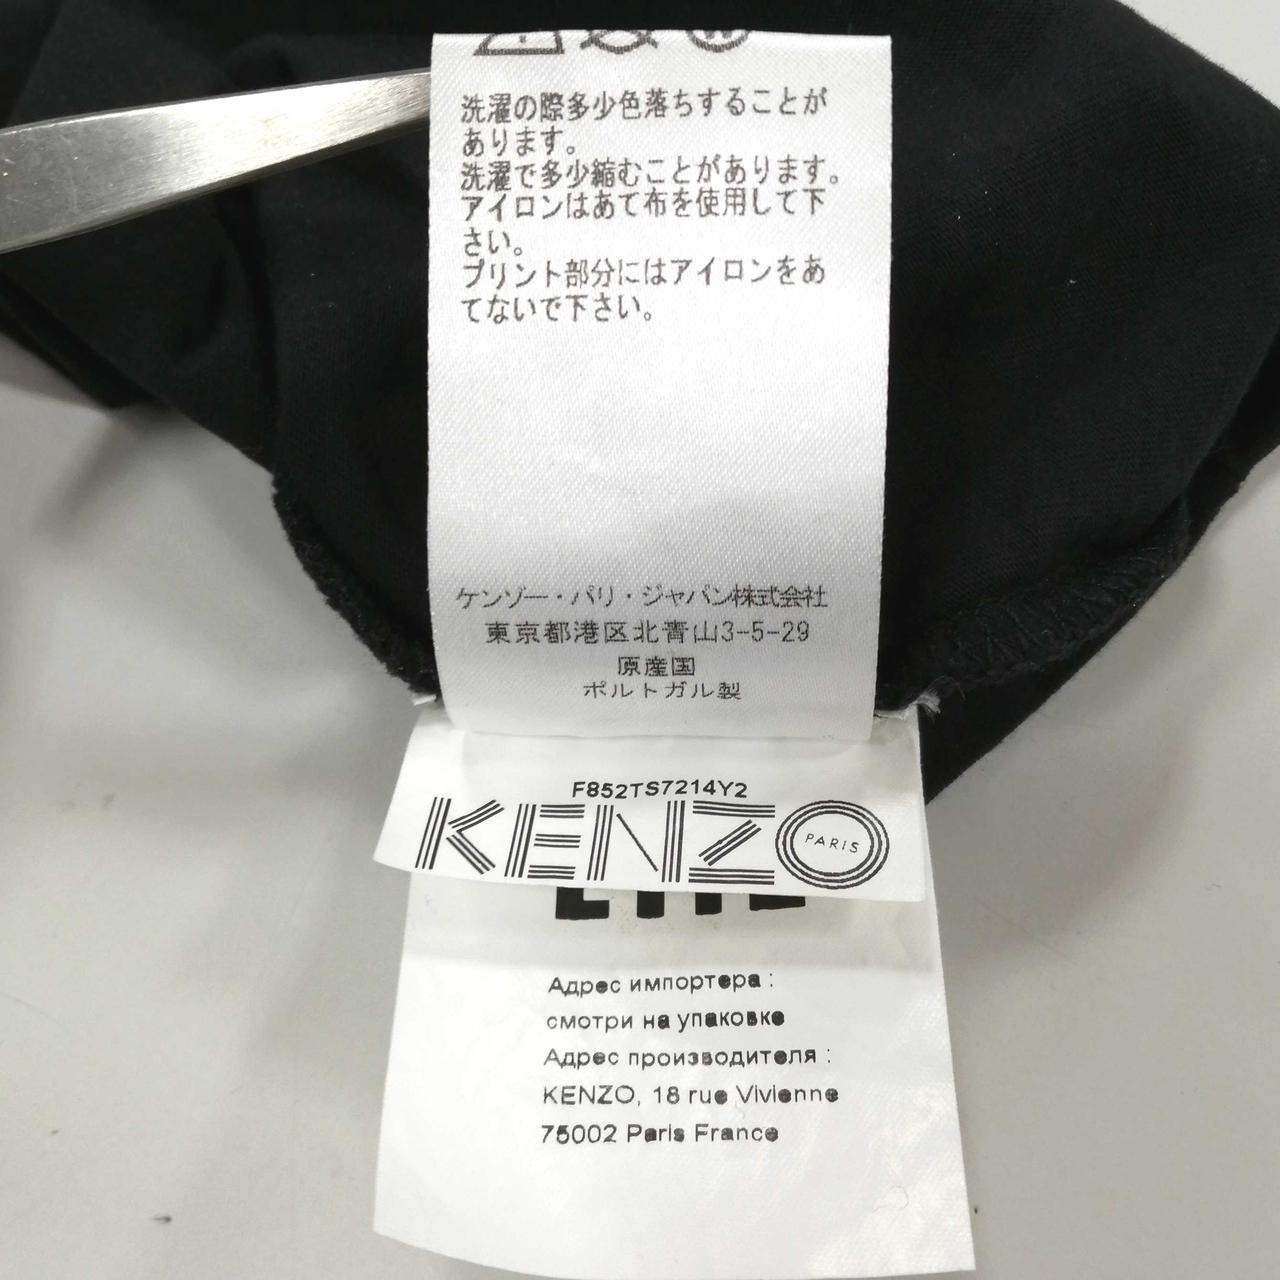 洗濯の際多少色落ちすることが
あります。
洗濯で多少縮むことがあります。
アイロンはあて布を使用して下
さい。
プリント部分にはアイロンをあ
てないで下さい。
ケンゾー・パリ・ジャパン株式会社
東京都港区北青山3-5-29
原産国
ポルトガル製
F852TS7214Y2
KENZO PARIS
Адрес импортера :
смотри на упаковке
Адрес производителя :
KENZO, 18 rue Vivienne
75002 Paris France